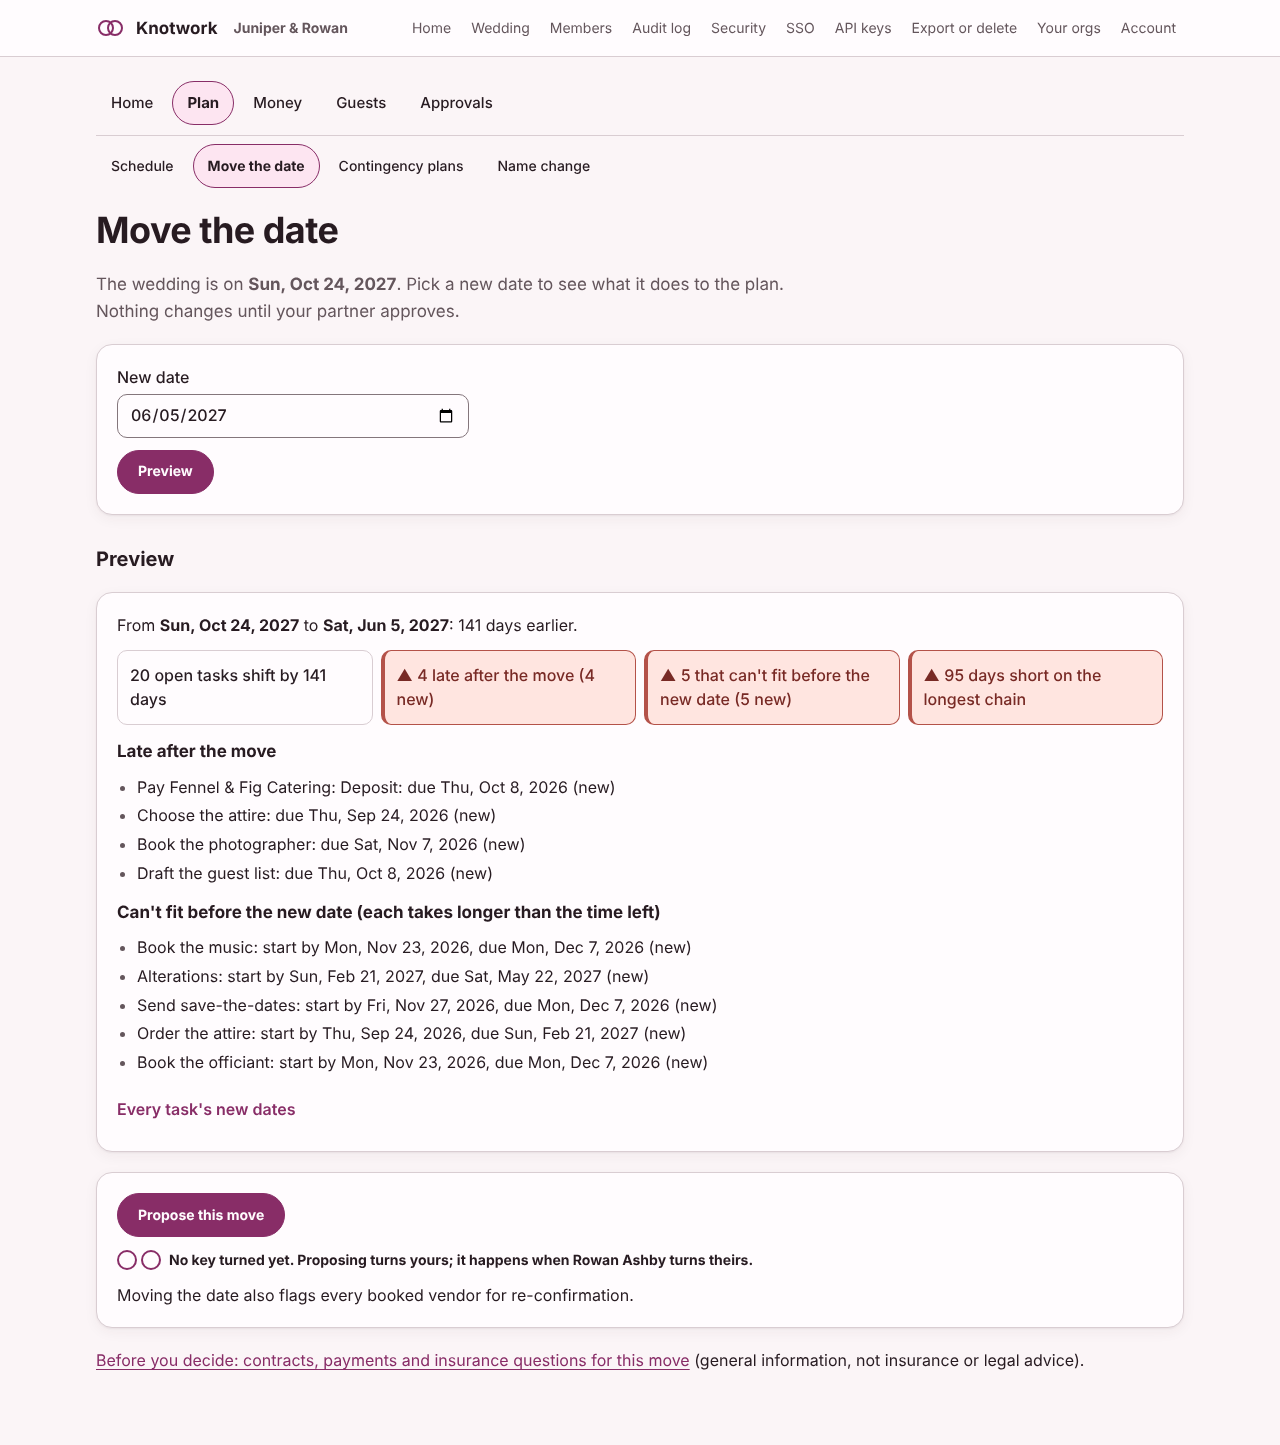 Knotwork Juniper & Rowan Home Wedding Members Audit log Security SSO API keys Export or delete Your orgs Account
Home Plan Money Guests Approvals
Schedule Move the date Contingency plans Name change
Move the date
The wedding is on Sun, Oct 24, 2027. Pick a new date to see what it does to the plan.
Nothing changes until your partner approves.
New date
06/05/2027
Preview
Preview
From Sun, Oct 24, 2027 to Sat, Jun 5, 2027: 141 days earlier.
20 open tasks shift by 141
days
▲ 4 late after the move (4
new)
▲ 5 that can't fit before the
new date (5 new)
▲ 95 days short on the
longest chain
Late after the move
• Pay Fennel & Fig Catering: Deposit: due Thu, Oct 8, 2026 (new)
• Choose the attire: due Thu, Sep 24, 2026 (new)
• Book the photographer: due Sat, Nov 7, 2026 (new)
• Draft the guest list: due Thu, Oct 8, 2026 (new)
Can't fit before the new date (each takes longer than the time left)
• Book the music: start by Mon, Nov 23, 2026, due Mon, Dec 7, 2026 (new)
• Alterations: start by Sun, Feb 21, 2027, due Sat, May 22, 2027 (new)
• Send save-the-dates: start by Fri, Nov 27, 2026, due Mon, Dec 7, 2026 (new)
• Order the attire: start by Thu, Sep 24, 2026, due Sun, Feb 21, 2027 (new)
• Book the officiant: start by Mon, Nov 23, 2026, due Mon, Dec 7, 2026 (new)
Every task's new dates
Propose this move
No key turned yet. Proposing turns yours; it happens when Rowan Ashby turns theirs.
Moving the date also flags every booked vendor for re-confirmation.
Before you decide: contracts, payments and insurance questions for this move (general information, not insurance or legal advice).